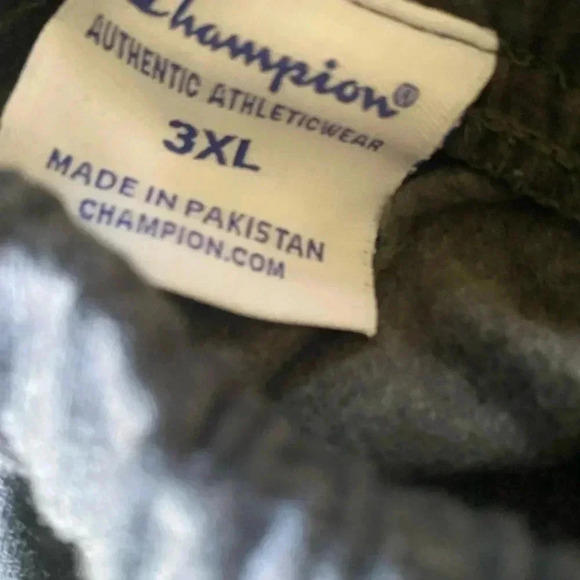 Champion®
AUTHENTIC ATHLETICWEAR
3XL
MADE IN PAKISTAN
CHAMPION.COM